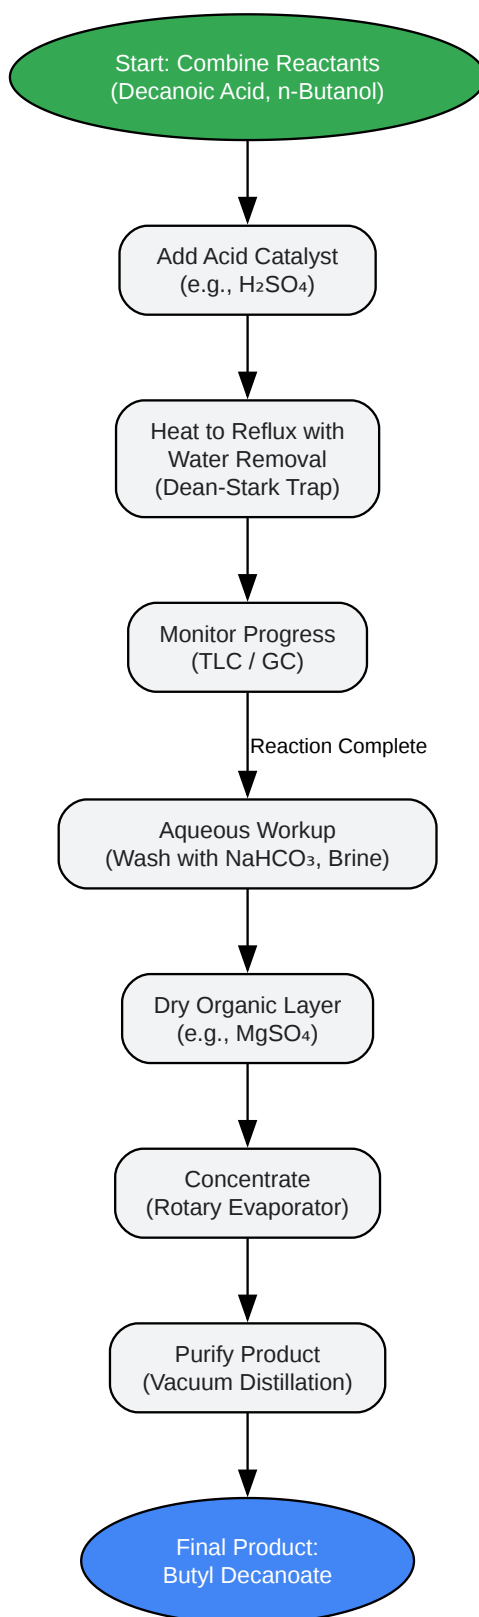 Start: Combine Reactants
(Decanoic Acid, n-Butanol)
Add Acid Catalyst
(e.g., H₂SO₄)
Heat to Reflux with
Water Removal
(Dean-Stark Trap)
Monitor Progress
(TLC / GC)
Reaction Complete
Aqueous Workup
(Wash with NaHCO₃, Brine)
Dry Organic Layer
(e.g., MgSO₄)
Concentrate
(Rotary Evaporator)
Purify Product
(Vacuum Distillation)
Final Product:
Butyl Decanoate